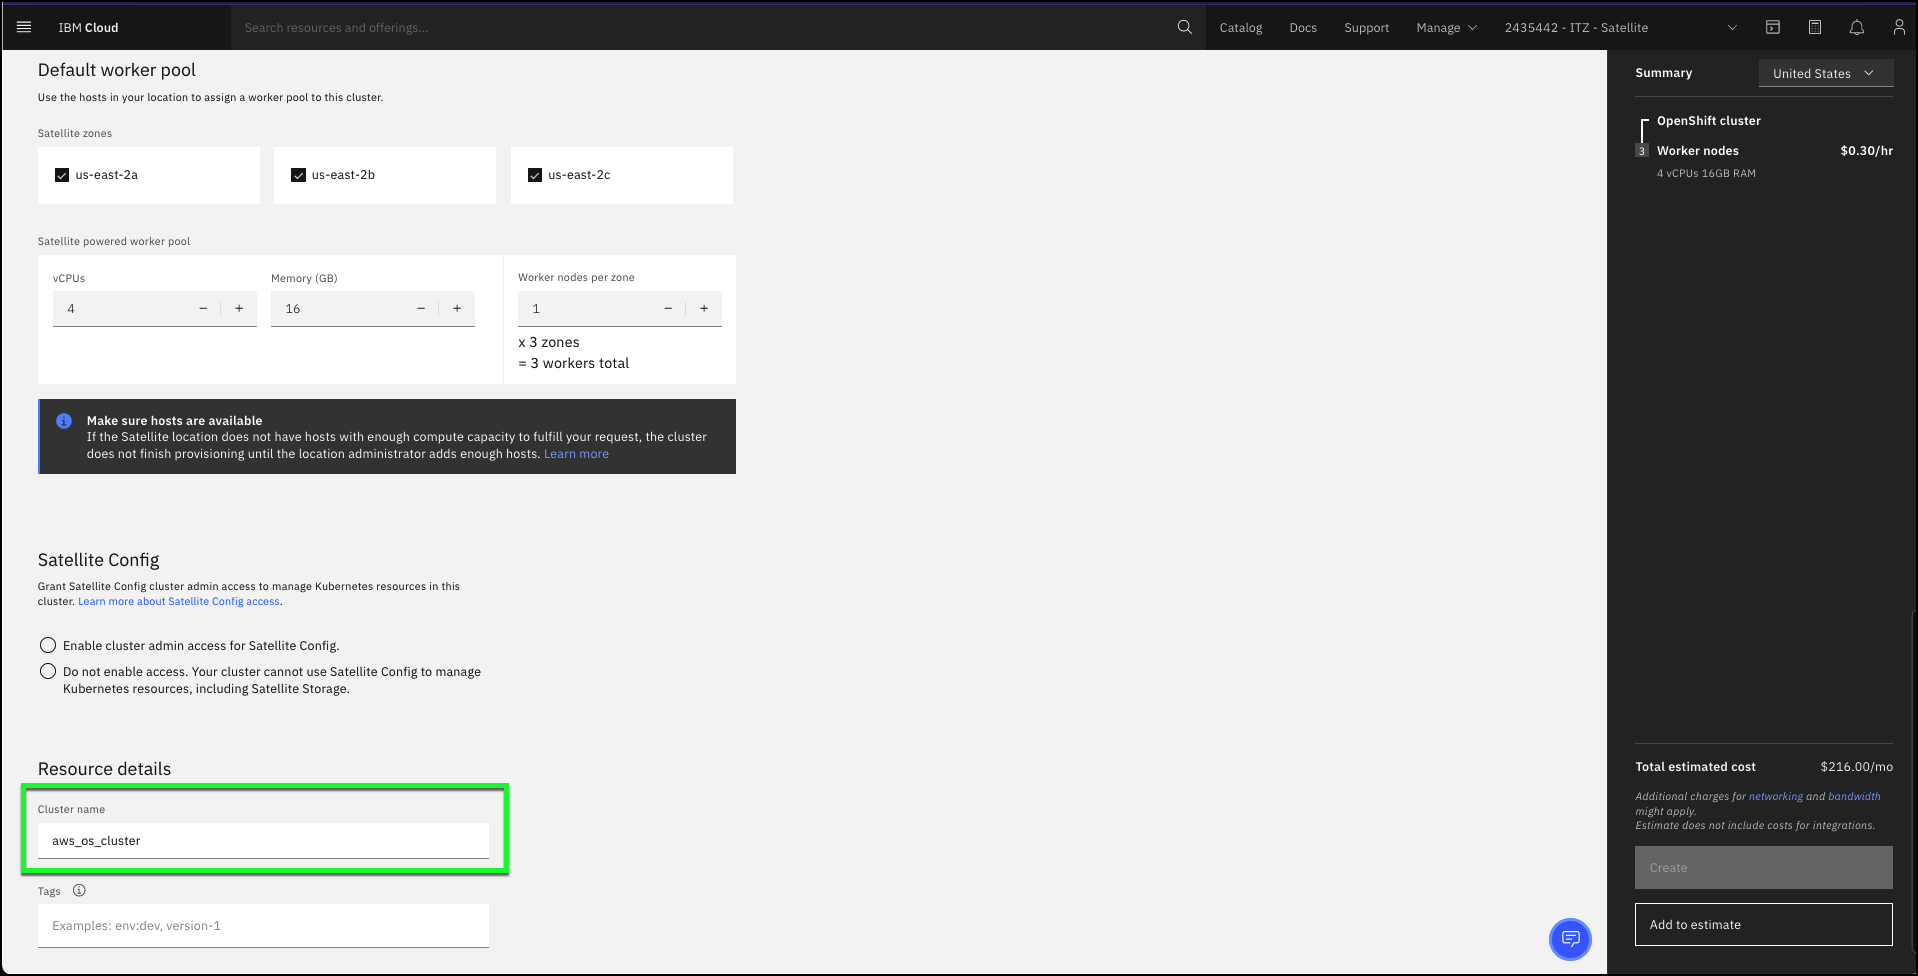 IBM Cloud
Search resources and offerings...
Catalog
Docs
Support
Manage
2435442 - ITZ - Satellite
Default worker pool
Use the hosts in your location to assign a worker pool to this cluster.
Satellite zones
us-east-2a
us-east-2b
us-east-2c
Satellite powered worker pool
vCPUs
4
Memory (GB)
16
Worker nodes per zone
1
x 3 zones
= 3 workers total
Make sure hosts are available
If the Satellite location does not have hosts with enough compute capacity to fulfill your request, the cluster
does not finish provisioning until the location administrator adds enough hosts. Learn more
Satellite Config
Grant Satellite Config cluster admin access to manage Kubernetes resources in this
cluster. Learn more about Satellite Config access.
Enable cluster admin access for Satellite Config.
Do not enable access. Your cluster cannot use Satellite Config to manage
Kubernetes resources, including Satellite Storage.
Resource details
Cluster name
aws_os_cluster
Tags
Examples: env:dev, version-1
Summary
United States
OpenShift cluster
3 Worker nodes $0.30/hr
4 vCPUs 16GB RAM
Total estimated cost $216.00/mo
Additional charges for networking and bandwidth
might apply.
Estimate does not include costs for integrations.
Create
Add to estimate